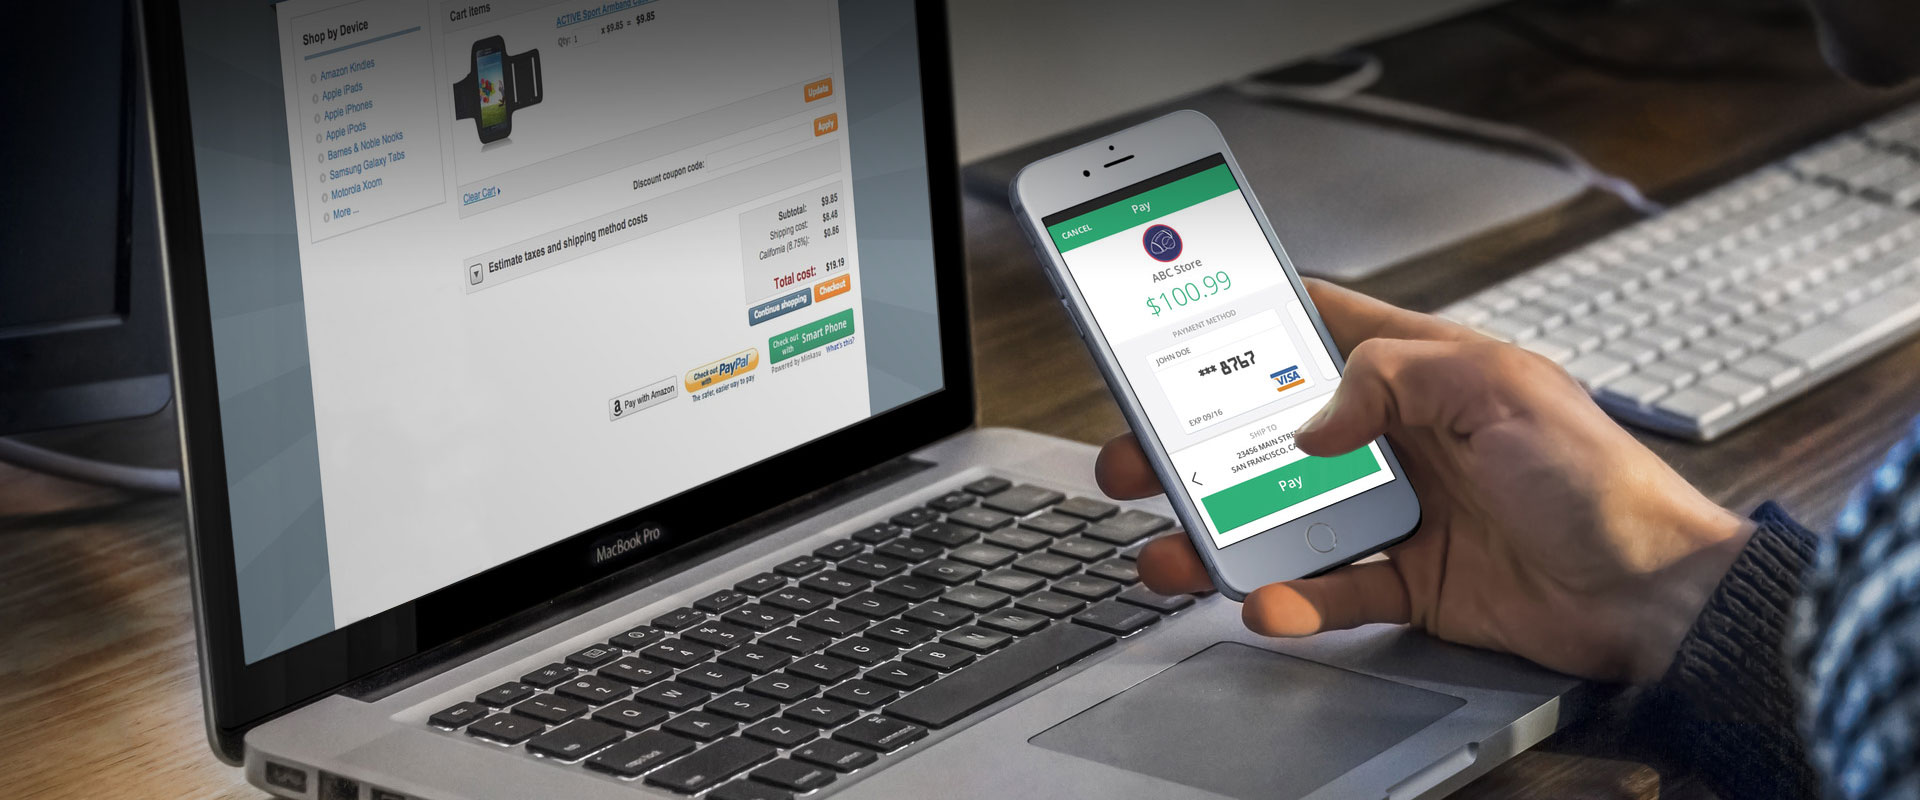 Shop by Device
Amazon Kindles
Apple iPads
Apple iPhones
Apple iPods
Barnes & Noble Nooks
Samsung Galaxy Tabs
Motorola Xoom
More ...
Cart items
ACTIVE Sport Armband
Qty: 1 x $9.85 = $9.85
Update
Apply
Discount coupon code:
Clear Cart
Estimate taxes and shipping method costs
Subtotal: $9.85
Shipping cost: $8.48
California (8.75%): $0.86
Total cost: $19.19
Continue shopping
Checkout
Check out with Smart Phone
Powered by Minkasu What's this?
Check out with PayPal
The safer, easier way to pay
a Pay with Amazon
MacBook Pro
Pay
CANCEL
ABC Store
$100.99
PAYMENT METHOD
JOHN DOE
*** 8767
VISA
EXP 09/16
SHIP TO
23456 MAIN
SAN FRANCISCO,
Pay